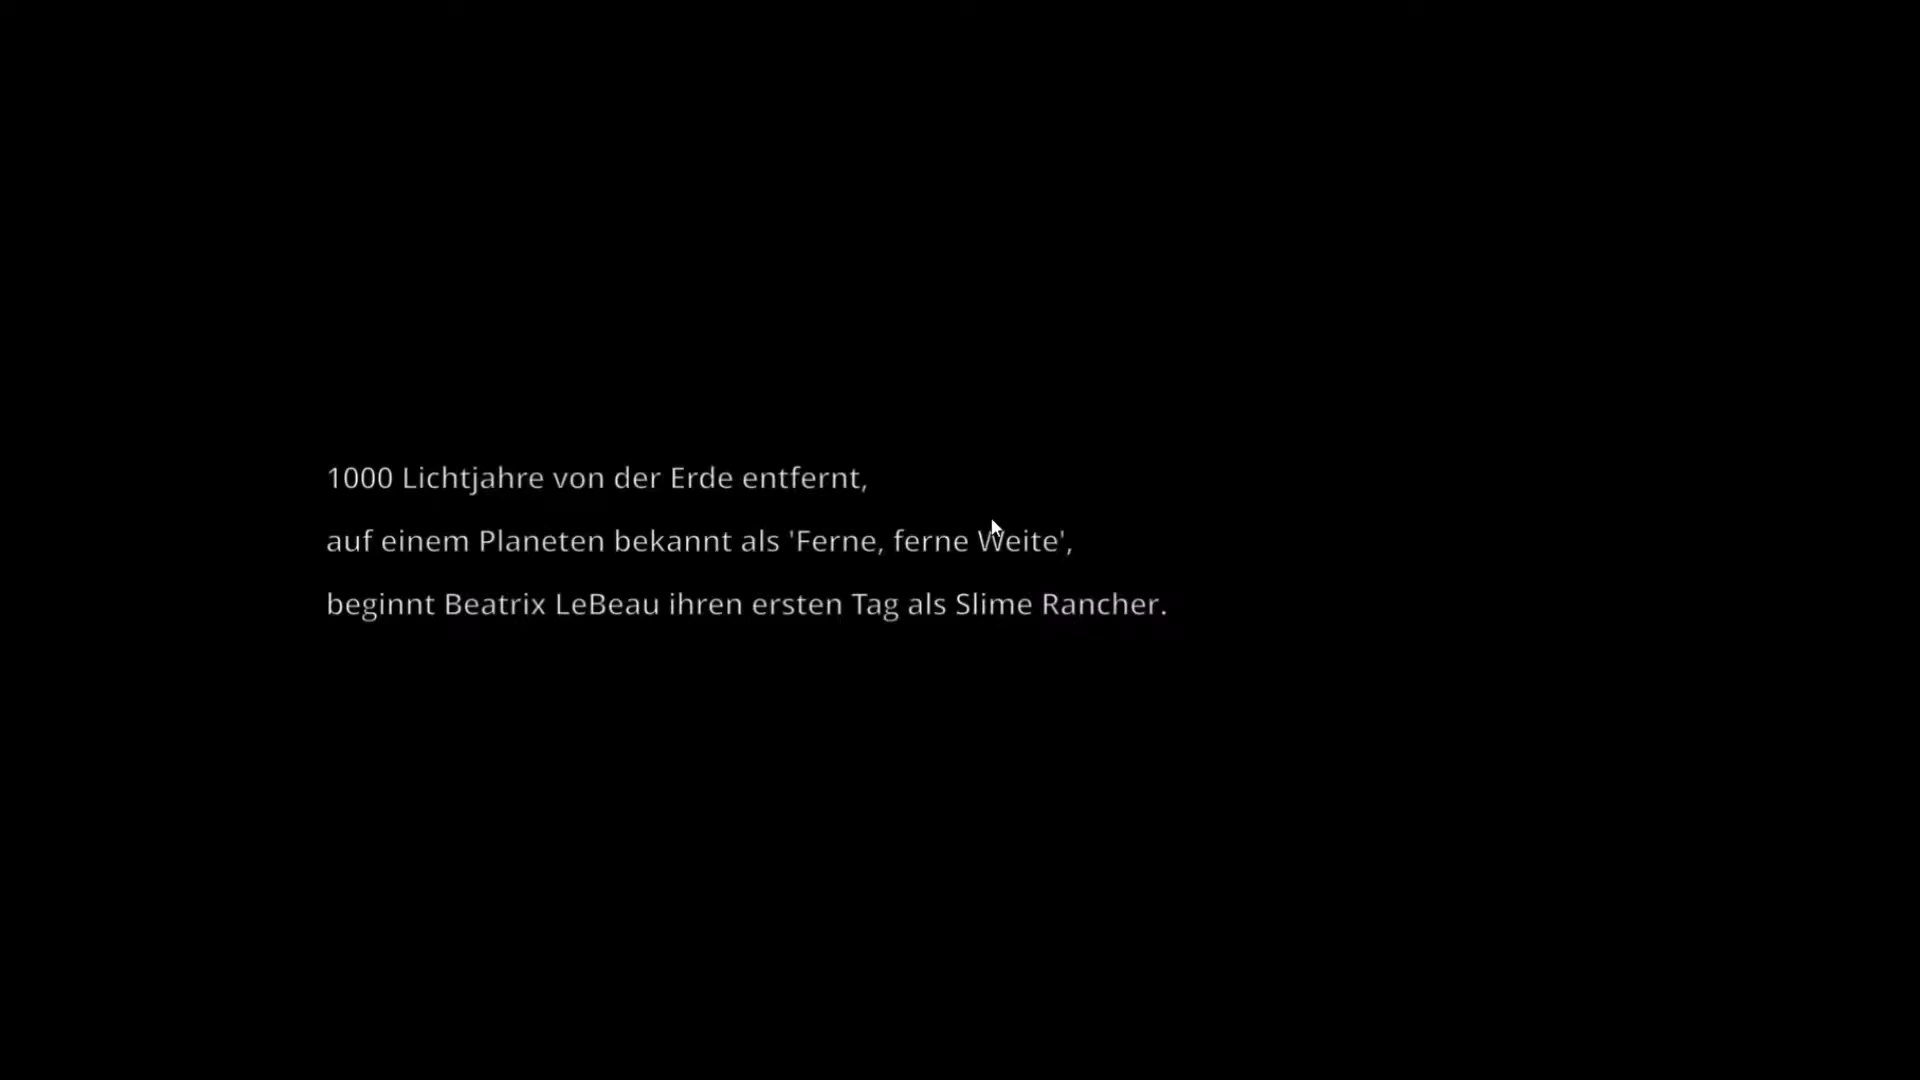 1000 Lichtjahre von der Erde entfernt,
auf einem Planeten bekannt als 'Ferne, ferne Weite',
beginnt Beatrix LeBeau ihren ersten Tag als Slime Rancher.